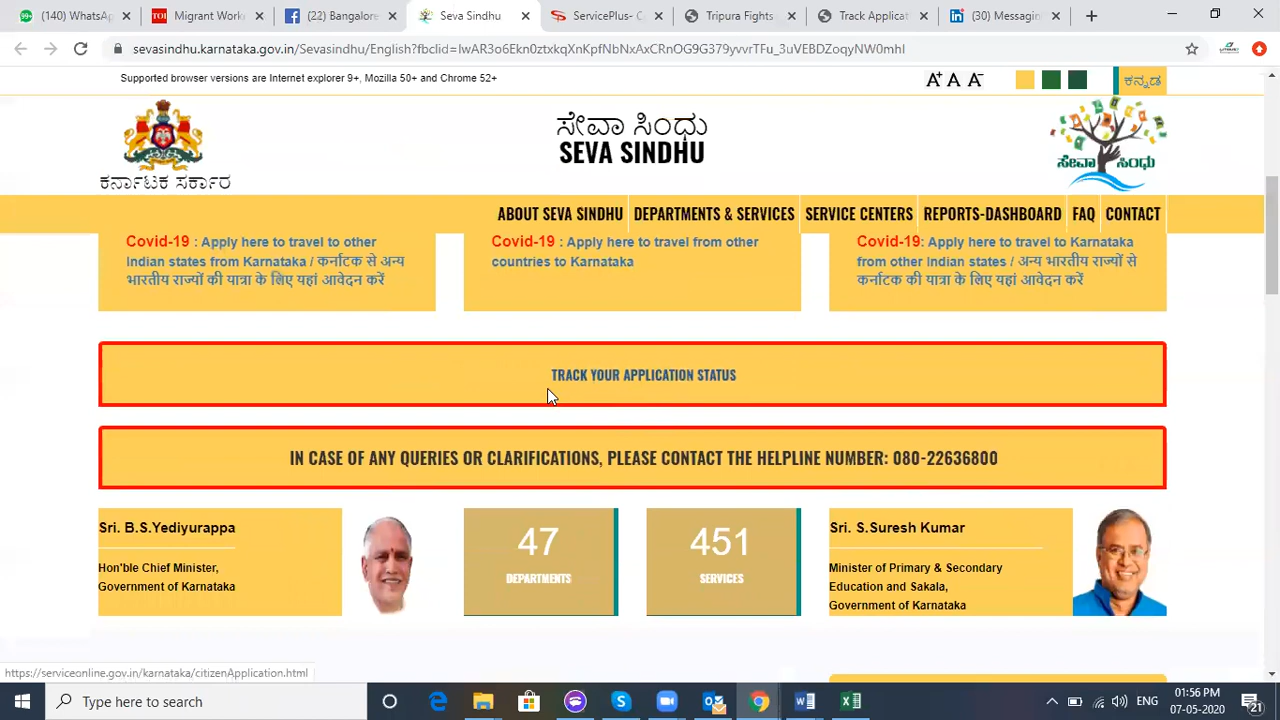 (140) WhatsA
Migrant Work
(22) Bangalore
Seva Sindhu
ServicePlus- C
Tripura Fights
Track Applicat
(30) Messagin
sevasindhu.karnataka.gov.in/Sevasindhu/English?fbclid=IwAR3o6Ekn0ztxkqXnKpfNbNxAxCRnOG9G379yvvrTFu_3uVEBDZoqyNW0mhI
Supported browser versions are Internet explorer 9+, Mozilla 50+ and Chrome 52+
A+ A A-
ಕನ್ನಡ
ಸೇವಾ ಸಿಂಧು
SEVA SINDHU
ಕರ್ನಾಟಕ ಸರ್ಕಾರ
ಸೇವಾ ಸಿಂಧು
ABOUT SEVA SINDHU
DEPARTMENTS & SERVICES
SERVICE CENTERS
REPORTS-DASHBOARD
FAQ
CONTACT
Covid-19 : Apply here to travel to other
Indian states from Karnataka / कर्नाटक से अन्य
भारतीय राज्यों की यात्रा के लिए यहां आवेदन करें
Covid-19 : Apply here to travel from other
countries to Karnataka
Covid-19: Apply here to travel to Karnataka
from other Indian states / अन्य भारतीय राज्यों से
कर्नाटक की यात्रा के लिए यहां आवेदन करें
TRACK YOUR APPLICATION STATUS
IN CASE OF ANY QUERIES OR CLARIFICATIONS, PLEASE CONTACT THE HELPLINE NUMBER: 080-22636800
Sri. B.S.Yediyurappa
Hon'ble Chief Minister,
Government of Karnataka
47
DEPARTMENTS
451
SERVICES
Sri. S.Suresh Kumar
Minister of Primary & Secondary
Education and Sakala,
Government of Karnataka
https://serviceonline.gov.in/karnataka/citizenApplication.html
Type here to search
ENG
01:56 PM
07-05-2020
21